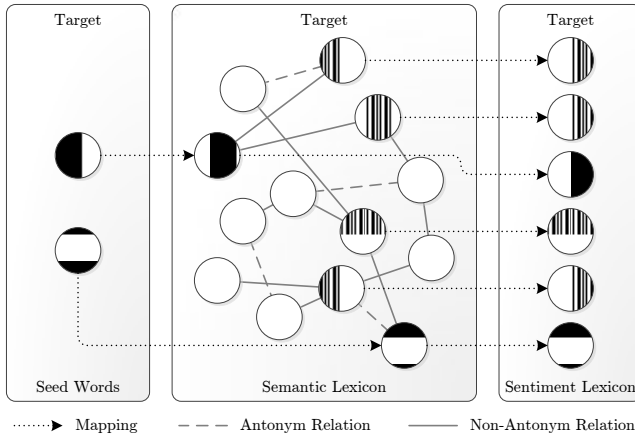 Target Target Target
Seed Words Semantic Lexicon Sentiment Lexicon
Mapping Antonym Relation Non-Antonym Relation